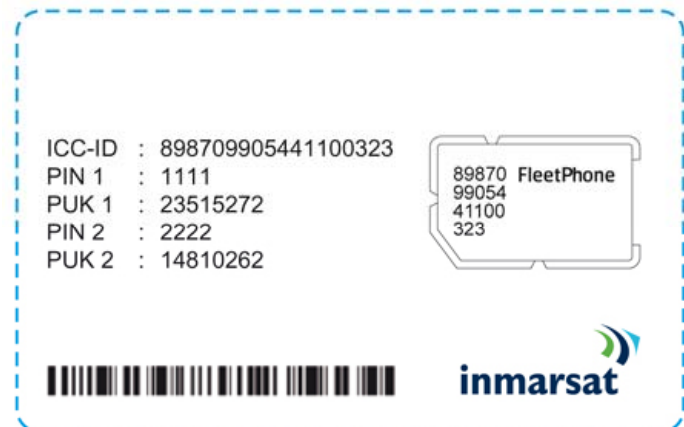 ICC-ID : 898709905441100323
PIN 1 : 1111
PUK 1 : 23515272
PIN 2 : 2222
PUK 2 : 14810262
89870 FleetPhone
99054
41100
323
inmarsat